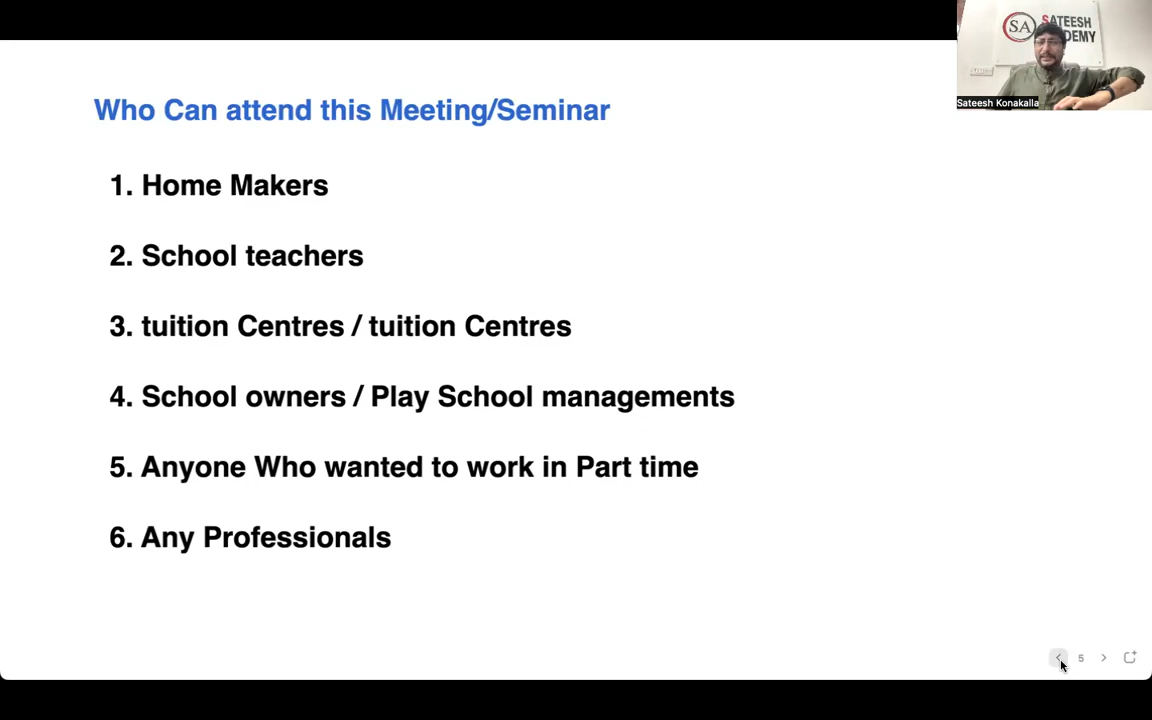 SA
SATEESH
DEMY
Sateesh Konakalla
Who Can attend this Meeting/Seminar
1. Home Makers
2. School teachers
3. tuition Centres / tuition Centres
4. School owners / Play School managements
5. Anyone Who wanted to work in Part time
6. Any Professionals
5